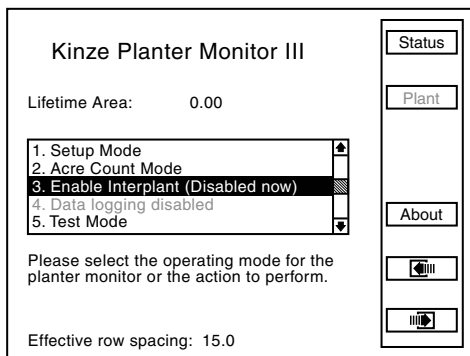 Kinze Planter Monitor III
Lifetime Area: 0.00
1. Setup Mode
2. Acre Count Mode
3. Enable Interplant (Disabled now)
4. Data logging disabled
5. Test Mode
Please select the operating mode for the
planter monitor or the action to perform.
Effective row spacing: 15.0
Status
Plant
About